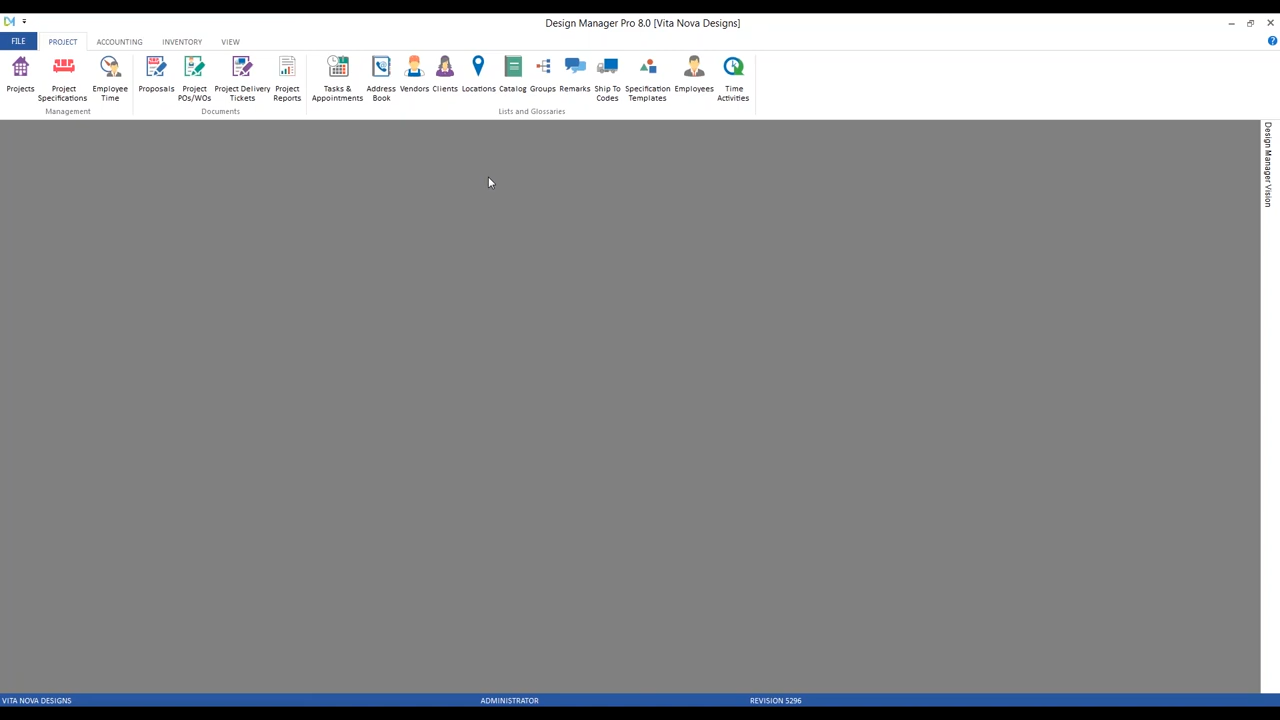 Design Manager Pro 8.0 [Vita Nova Designs]
FILE PROJECT ACCOUNTING INVENTORY VIEW
Projects
Project Specifications
Employee Time
Proposals
Project POs/WOs
Project Delivery Tickets
Project Reports
Tasks & Appointments
Address Book
Vendors
Clients
Locations
Catalog
Groups
Remarks
Ship To Codes
Specification Templates
Employees
Time Activities
Management
Documents
Lists and Glossaries
Design Manager Vision
VITA NOVA DESIGNS
ADMINISTRATOR
REVISION 5296